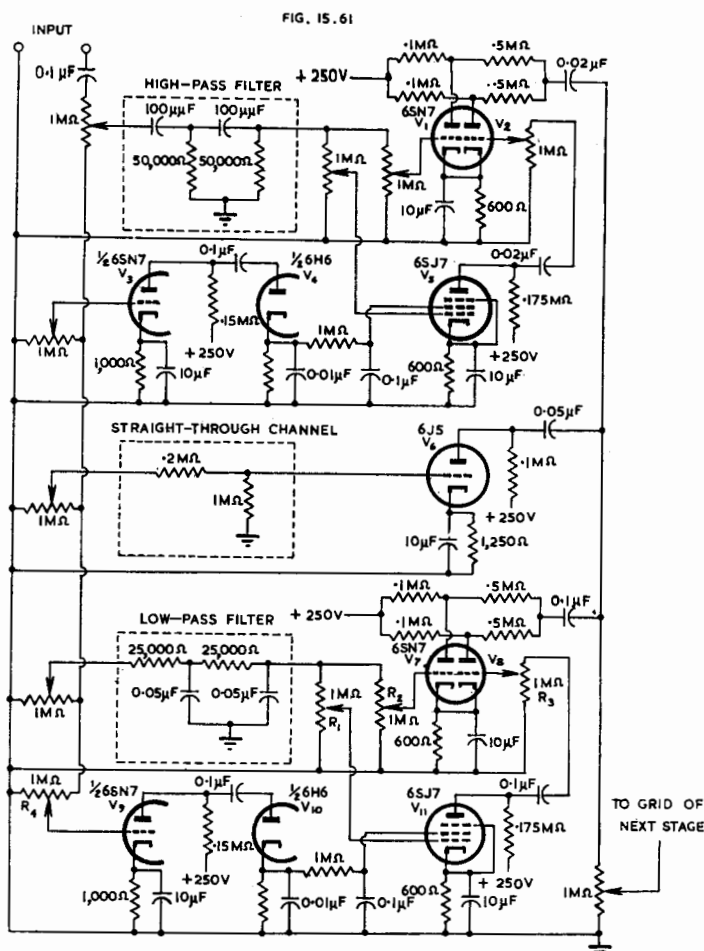 FIG. 15.61
INPUT
0·1 µF
1MΩ
HIGH-PASS FILTER
100µµF 100µµF
50,000Ω 50,000Ω
+ 250V
·1MΩ ·5MΩ
·1MΩ ·5MΩ
0·02µF
6SN7
V₁ V₂
1MΩ
1MΩ
1MΩ
10µF
600Ω
½6SN7
V₃
0·1µF
½6H6
V₄
·15MΩ
+250V
1MΩ
1MΩ
1,000Ω
10µF
0·01µF
0·1µF
6SJ7
V₅
0·02µF
·175MΩ
+250V
600Ω
10µF
STRAIGHT-THROUGH CHANNEL
·2MΩ
1MΩ
1MΩ
6J5
V₆
0·05µF
·1MΩ
+250V
10µF
1,250Ω
LOW-PASS FILTER
25,000Ω 25,000Ω
0·05µF 0·05µF
1MΩ
+ 250V
·1MΩ ·5MΩ
·1MΩ ·5MΩ
0·1µF
6SN7
V₇ V₈
1MΩ
R₁
R₂
1MΩ
1MΩ
R₃
600Ω
10µF
1MΩ
R₄
½6SN7
V₉
0·1µF
½6H6
V₁₀
·15MΩ
+250V
1MΩ
1,000Ω
10µF
0·01µF
0·1µF
6SJ7
V₁₁
0·1µF
·175MΩ
+ 250V
600Ω
10µF
TO GRID OF
NEXT STAGE
1MΩ